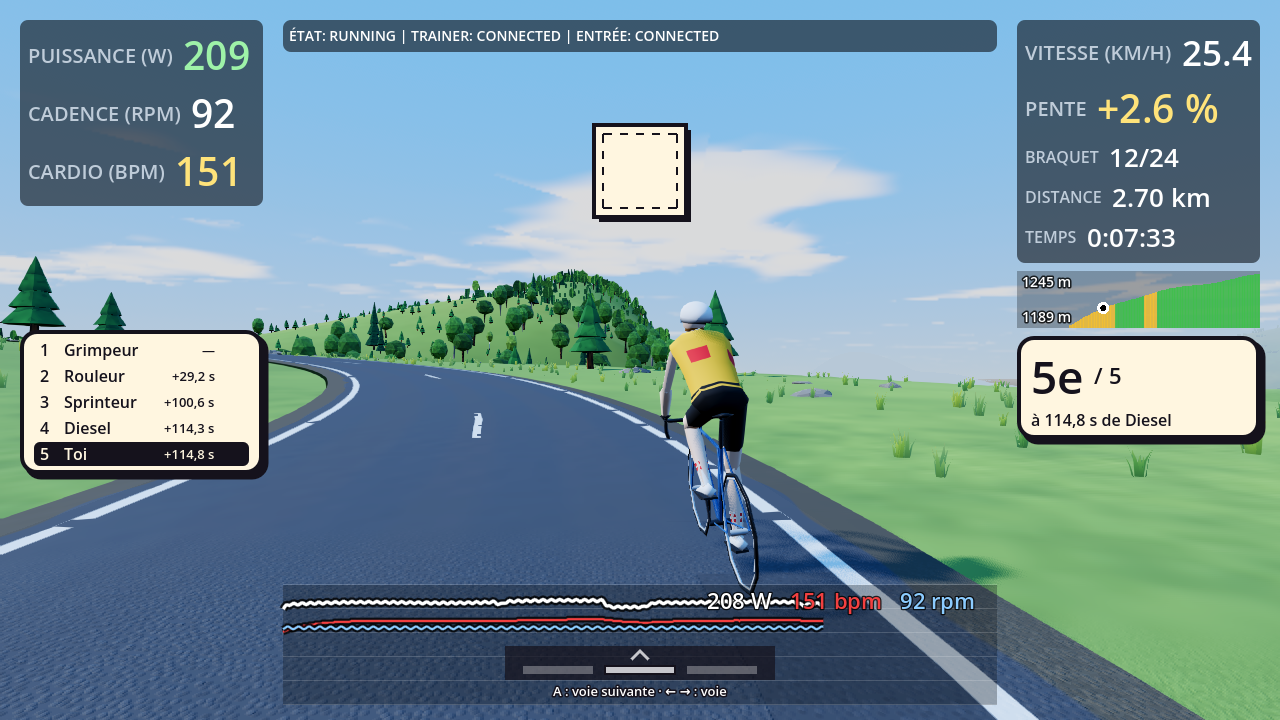 PUISSANCE (W) 209
CADENCE (RPM) 92
CARDIO (BPM) 151
ÉTAT: RUNNING | TRAINER: CONNECTED | ENTRÉE: CONNECTED
VITESSE (KM/H) 25.4
PENTE +2.6 %
BRAQUET 12/24
DISTANCE 2.70 km
TEMPS 0:07:33
1245 m
1189 m
1 Grimpeur —
2 Rouleur +29,2 s
3 Sprinteur +100,6 s
4 Diesel +114,3 s
5 Toi +114,8 s
5e / 5
à 114,8 s de Diesel
208 W 151 bpm 92 rpm
A : voie suivante · ← → : voie